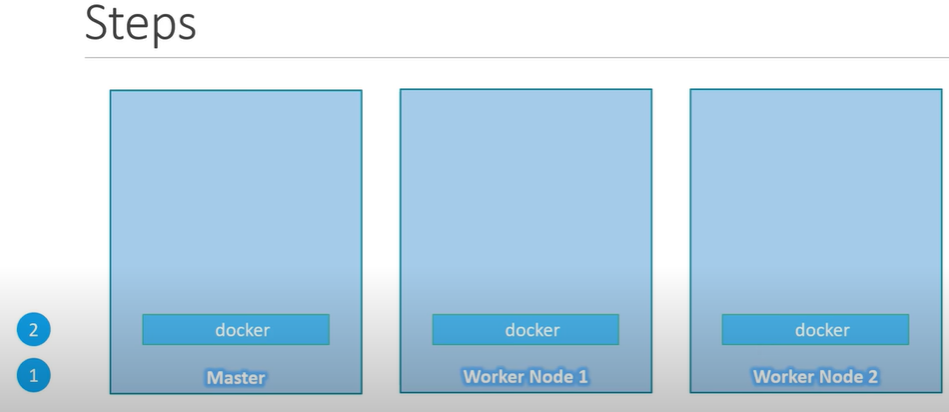 Steps
2
docker
docker
docker
1
Master
Worker Node 1
Worker Node 2